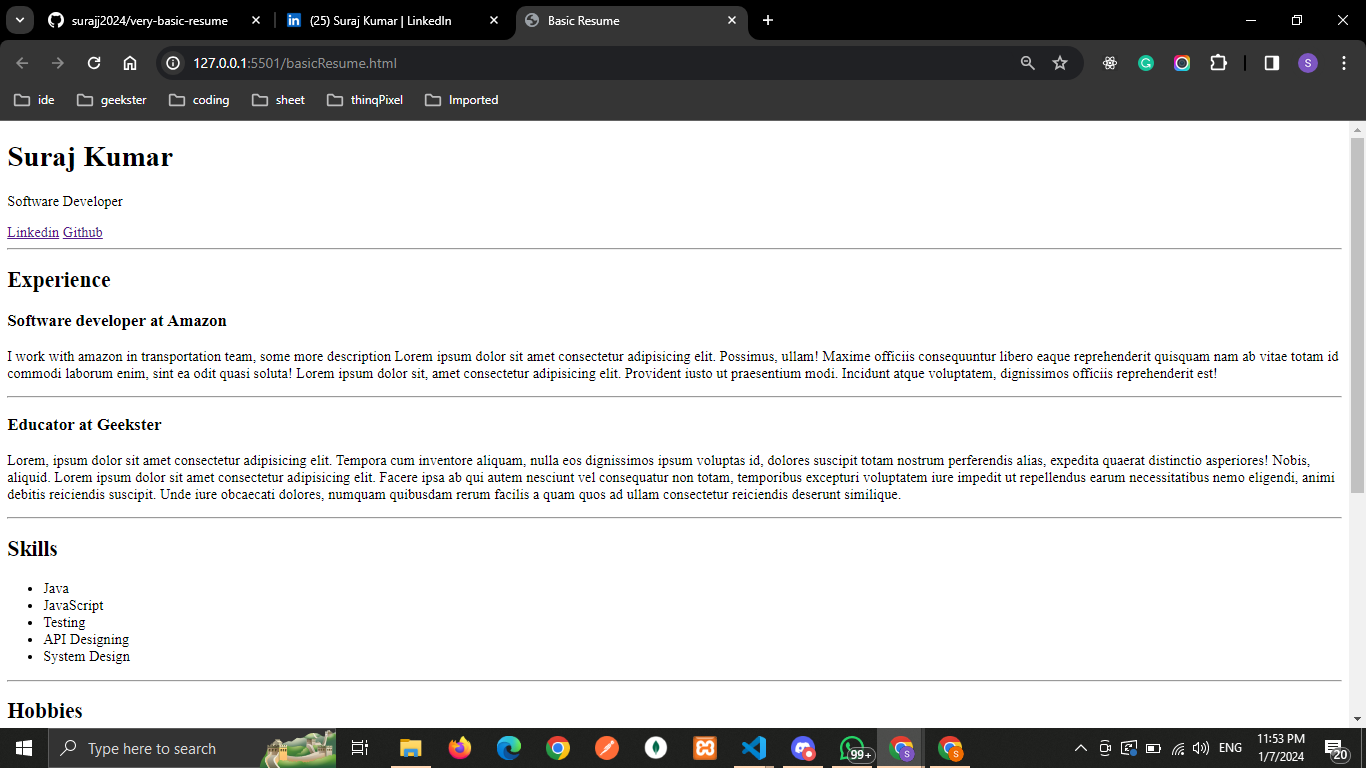 surajj2024/very-basic-resume
(25) Suraj Kumar | LinkedIn
Basic Resume
127.0.0.1:5501/basicResume.html
ide
geekster
coding
sheet
thinqPixel
Imported
Suraj Kumar
Software Developer
Linkedin Github
Experience
Software developer at Amazon
I work with amazon in transportation team, some more description Lorem ipsum dolor sit amet consectetur adipisicing elit. Possimus, ullam! Maxime officiis consequuntur libero eaque reprehenderit quisquam nam ab vitae totam id
commodi laborum enim, sint ea odit quasi soluta! Lorem ipsum dolor sit, amet consectetur adipisicing elit. Provident iusto ut praesentium modi. Incidunt atque voluptatem, dignissimos officiis reprehenderit est!
Educator at Geekster
Lorem, ipsum dolor sit amet consectetur adipisicing elit. Tempora cum inventore aliquam, nulla eos dignissimos ipsum voluptas id, dolores suscipit totam nostrum perferendis alias, expedita quaerat distinctio asperiores! Nobis,
aliquid. Lorem ipsum dolor sit amet consectetur adipisicing elit. Facere ipsa ab qui autem nesciunt vel consequatur non totam, temporibus excepturi voluptatem iure impedit ut repellendus earum necessitatibus nemo eligendi, animi
debitis reiciendis suscipit. Unde iure obcaecati dolores, numquam quibusdam rerum facilis a quam quos ad ullam consectetur reiciendis deserunt similique.
Skills
Java
JavaScript
Testing
API Designing
System Design
Hobbies
Type here to search
99+
ENG
11:53 PM
1/7/2024
20